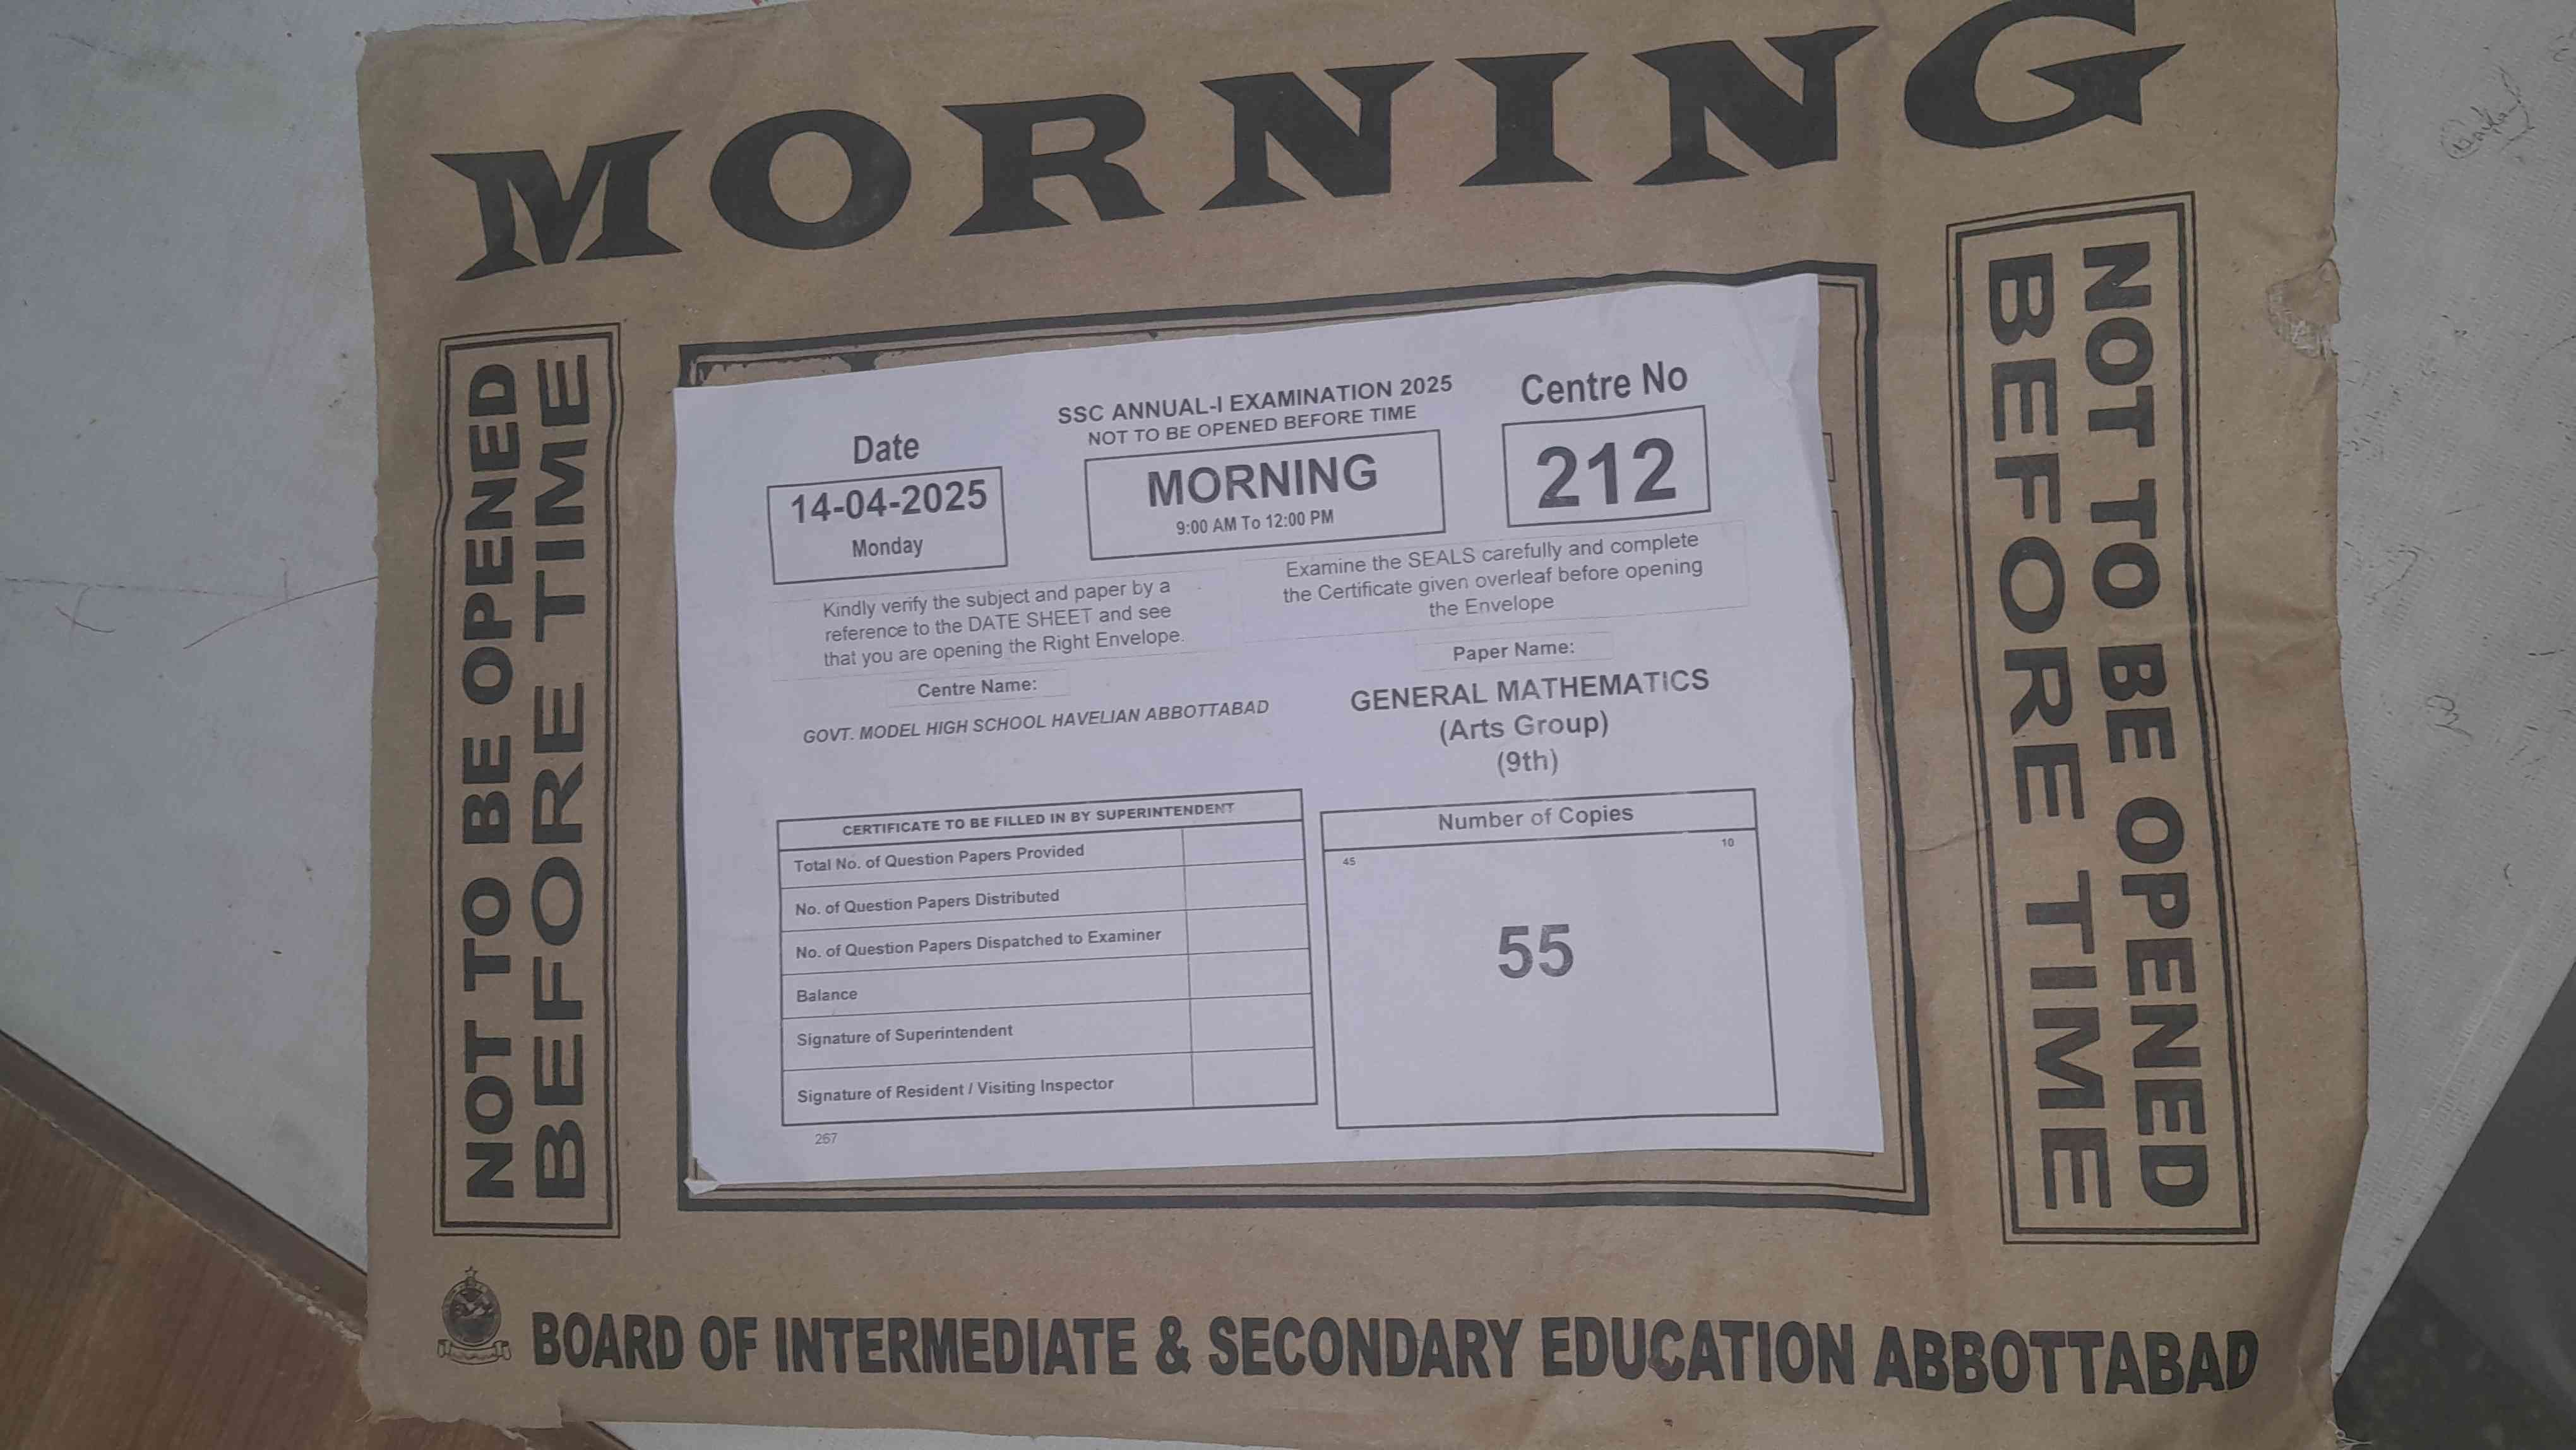 MORNING
NOT TO BE OPENED
BEFORE TIME
SSC ANNUAL-I EXAMINATION 2025
NOT TO BE OPENED BEFORE TIME
Date
14-04-2025
Monday
MORNING
9:00 AM To 12:00 PM
Centre No
212
Kindly verify the subject and paper by a
reference to the DATE SHEET and see
that you are opening the Right Envelope.
Examine the SEALS carefully and complete
the Certificate given overleaf before opening
the Envelope
Centre Name:
GOVT. MODEL HIGH SCHOOL HAVELIAN ABBOTTABAD
Paper Name:
GENERAL MATHEMATICS
(Arts Group)
(9th)
CERTIFICATE TO BE FILLED IN BY SUPERINTENDENT
Total No. of Question Papers Provided
No. of Question Papers Distributed
No. of Question Papers Dispatched to Examiner
Balance
Signature of Superintendent
Signature of Resident / Visiting Inspector
267
Number of Copies
45
10
55
NOT TO BE OPENED
BEFORE TIME
BOARD OF INTERMEDIATE & SECONDARY EDUCATION ABBOTTABAD